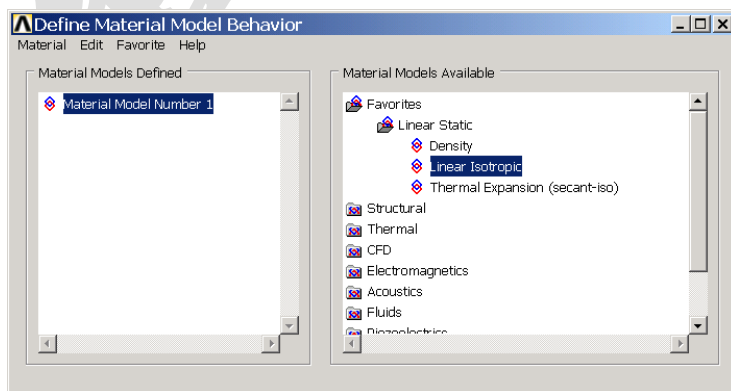 Define Material Model Behavior
Material Edit Favorite Help
Material Models Defined
Material Model Number 1
Material Models Available
Favorites
Linear Static
Density
Linear Isotropic
Thermal Expansion (secant-iso)
Structural
Thermal
CFD
Electromagnetics
Acoustics
Fluids
Piezoelectrics